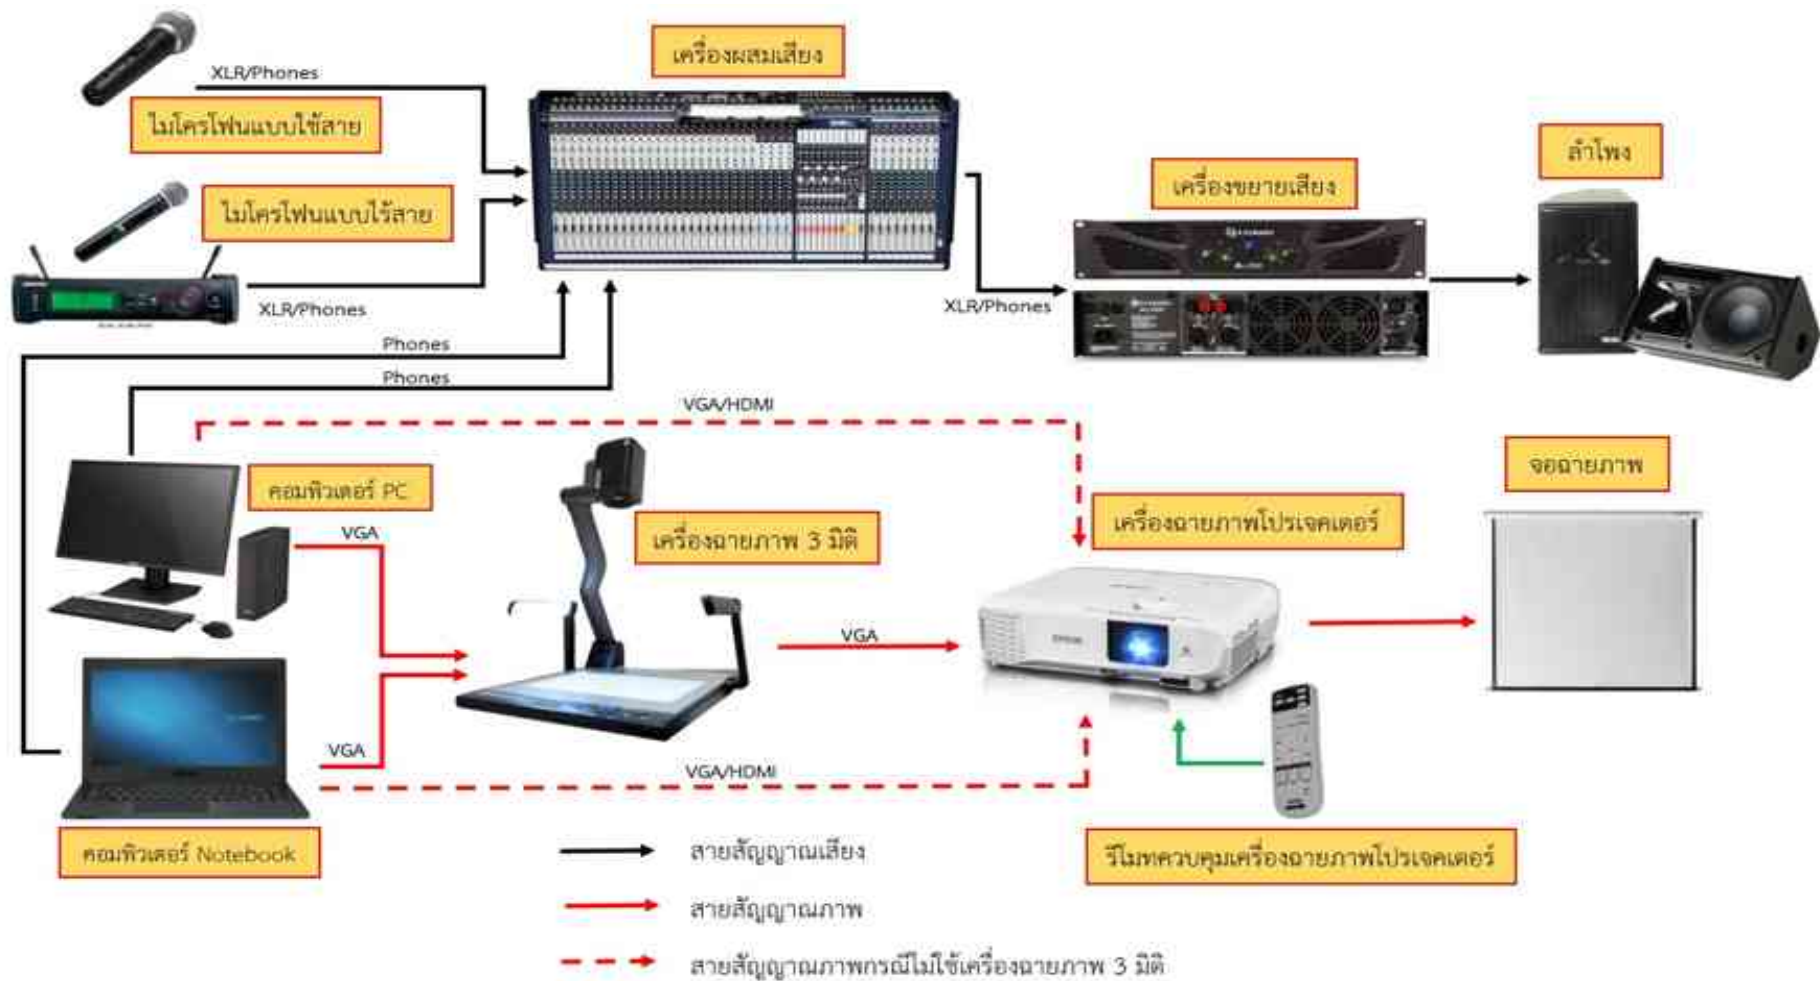 เครื่องผสมเสียง
XLR/Phones
ไมโครโฟนแบบใช้สาย
ลำโพง
ไมโครโฟนแบบไร้สาย
เครื่องขยายเสียง
XLR/Phones
XLR/Phones
Phones
Phones
VGA/HDMI
คอมพิวเตอร์ PC
จอฉายภาพ
VGA
เครื่องฉายภาพ 3 มิติ
เครื่องฉายภาพโปรเจคเตอร์
VGA
EPSON
VGA
VGA/HDMI
คอมพิวเตอร์ Notebook
สายสัญญาณเสียง
รีโมทควบคุมเครื่องฉายภาพโปรเจคเตอร์
สายสัญญาณภาพ
สายสัญญาณภาพกรณีไม่ใช้เครื่องฉายภาพ 3 มิติ